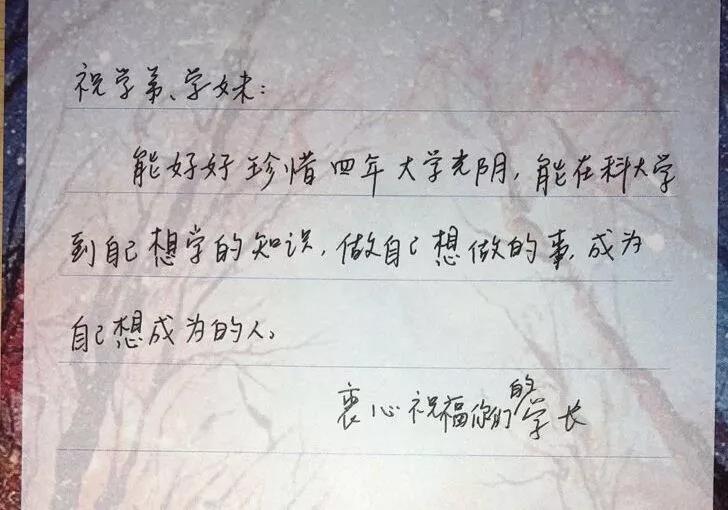 祝学弟、学妹：
能好好珍惜四年大学光阴，能在科大学
到自己想学的知识，做自己想做的事，成为
自己想成为的人。
衷心祝福你们的学长